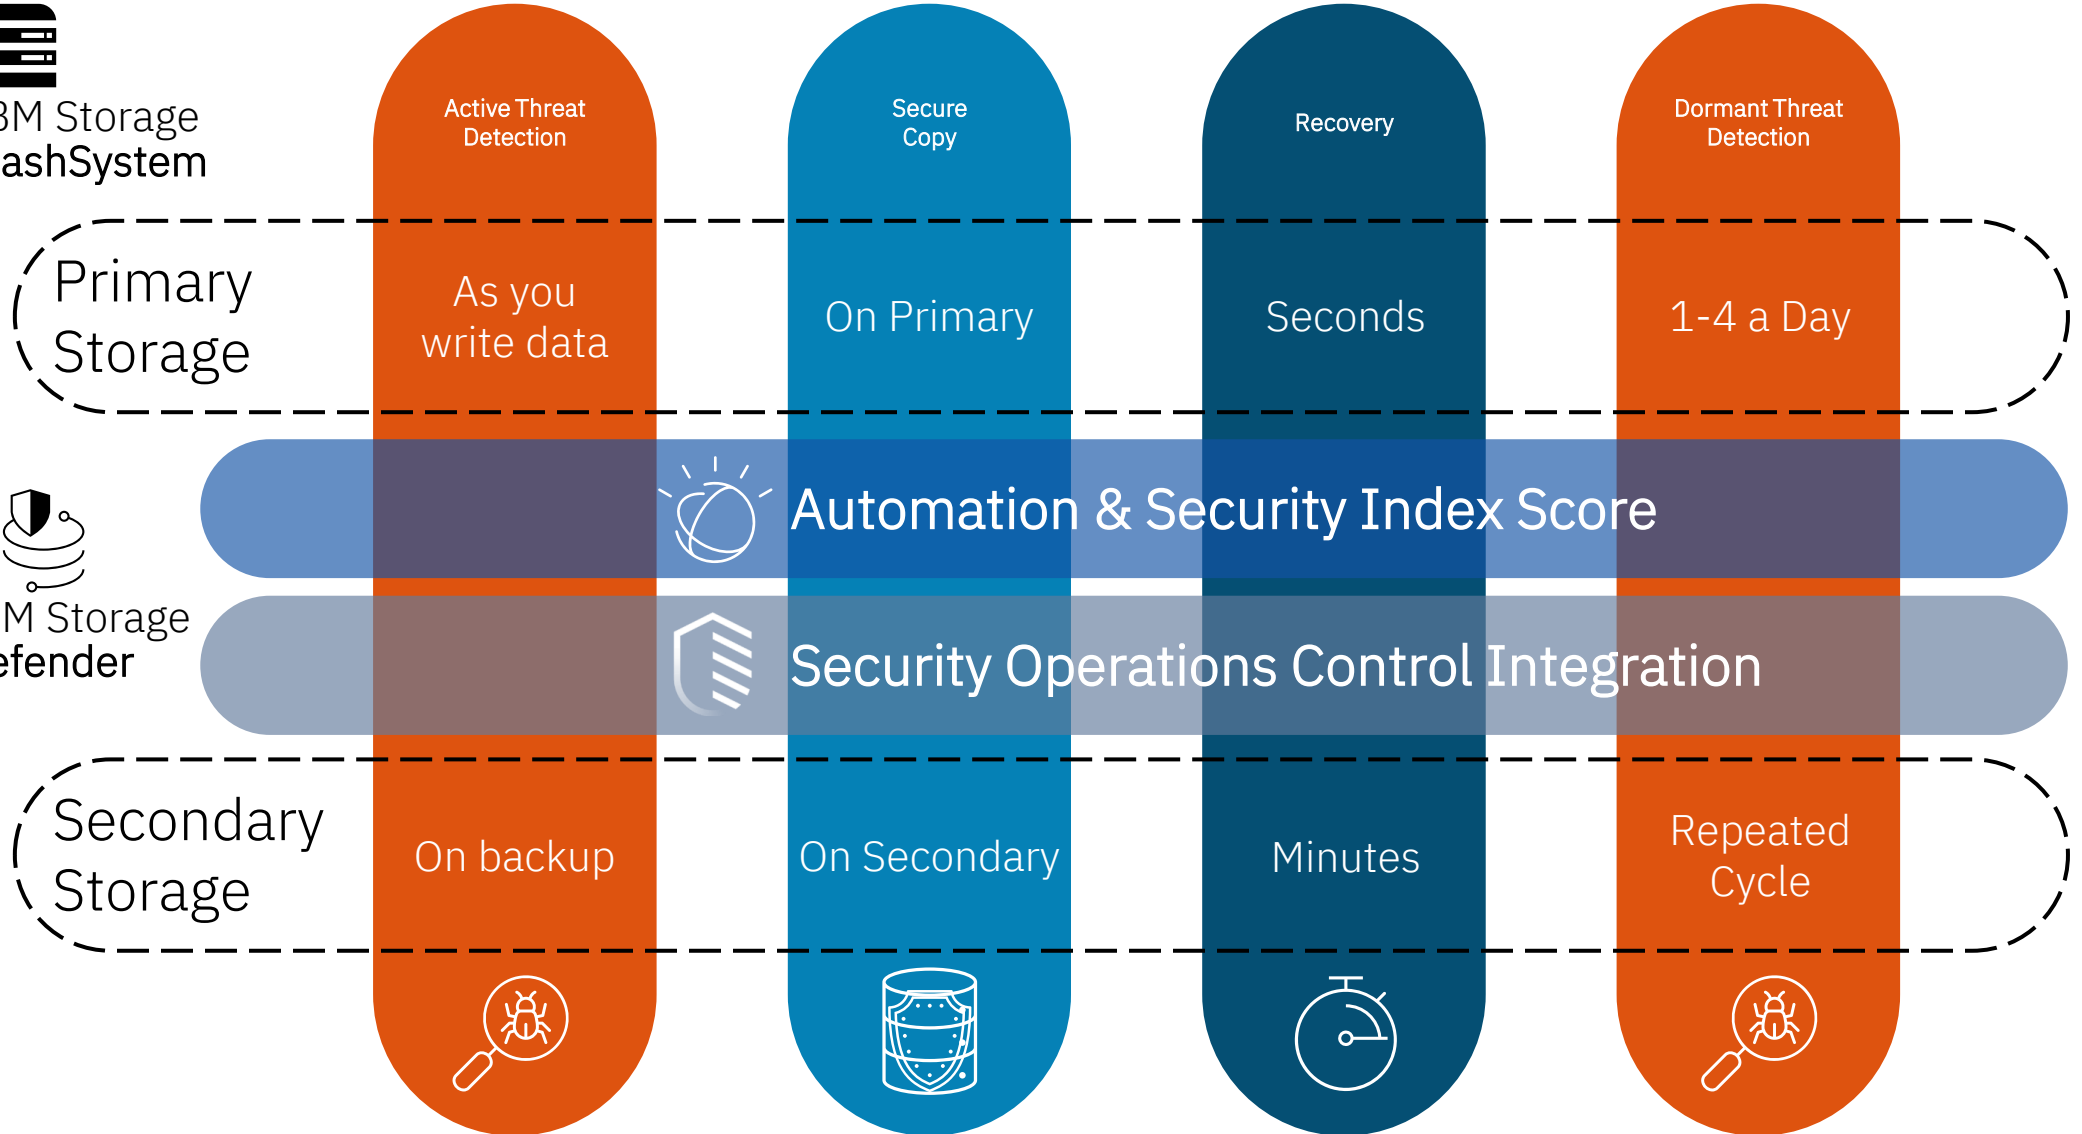 BM Storage
ashSystem
Active Threat
Detection
Secure
Copy
Recovery
Dormant Threat
Detection
Primary
Storage
As you
write data
On Primary
Seconds
1-4 a Day
Automation & Security Index Score
M Storage
efender
Security Operations Control Integration
Secondary
Storage
On backup
On Secondary
Minutes
Repeated
Cycle